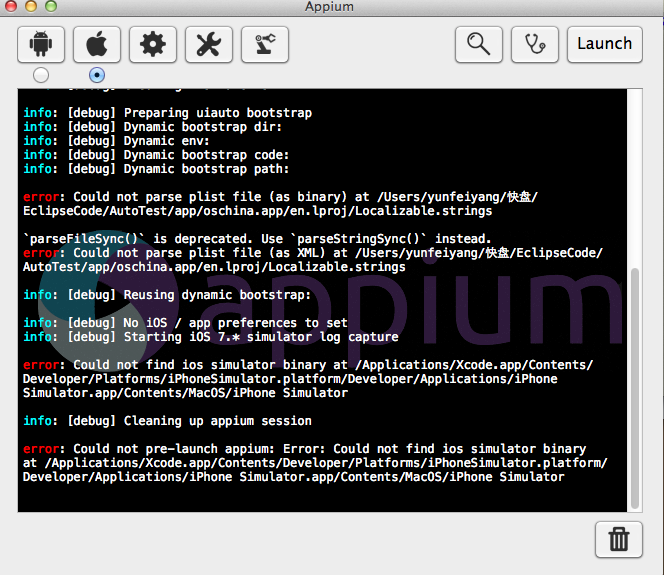 Appium
Launch
info: [debug] Preparing uiauto bootstrap
info: [debug] Dynamic bootstrap dir:
info: [debug] Dynamic env:
info: [debug] Dynamic bootstrap code:
info: [debug] Dynamic bootstrap path:
error: Could not parse plist file (as binary) at /Users/yunfeiyang/快盘/
EclipseCode/AutoTest/app/oschina.app/en.lproj/Localizable.strings
`parseFileSync()` is deprecated. Use `parseStringSync()` instead.
error: Could not parse plist file (as XML) at /Users/yunfeiyang/快盘/EclipseCode/
AutoTest/app/oschina.app/en.lproj/Localizable.strings
info: [debug] Reusing dynamic bootstrap:
info: [debug] No iOS / app preferences to set
info: [debug] Starting iOS 7.* simulator log capture
appium
error: Could not find ios simulator binary at /Applications/Xcode.app/Contents/
Developer/Platforms/iPhoneSimulator.platform/Developer/Applications/iPhone
Simulator.app/Contents/MacOS/iPhone Simulator
info: [debug] Cleaning up appium session
error: Could not pre-launch appium: Error: Could not find ios simulator binary
at /Applications/Xcode.app/Contents/Developer/Platforms/iPhoneSimulator.platform/
Developer/Applications/iPhone Simulator.app/Contents/MacOS/iPhone Simulator